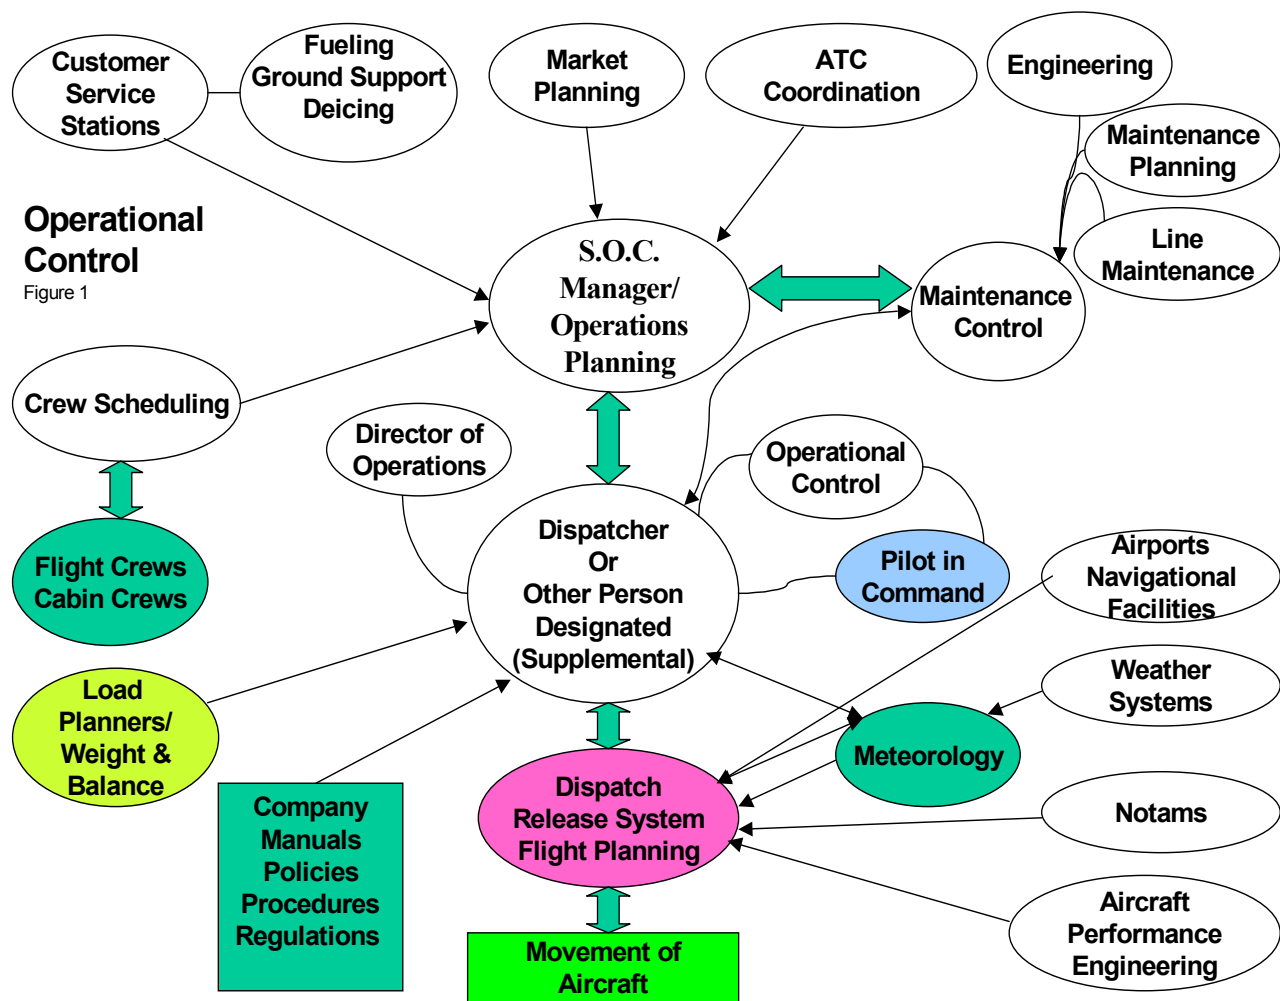 Customer
Service
Stations
Fueling
Ground Support
Deicing
Market
Planning
ATC
Coordination
Engineering
Maintenance
Planning
Line
Maintenance
Operational
Control
Figure 1
S.O.C.
Manager/
Operations
Planning
Maintenance
Control
Crew Scheduling
Director of
Operations
Operational
Control
Flight Crews
Cabin Crews
Dispatcher
Or
Other Person
Designated
(Supplemental)
Pilot in
Command
Airports
Navigational
Facilities
Load
Planners/
Weight &
Balance
Weather
Systems
Meteorology
Company
Manuals
Policies
Procedures
Regulations
Dispatch
Release System
Flight Planning
Notams
Aircraft
Performance
Engineering
Movement of
Aircraft